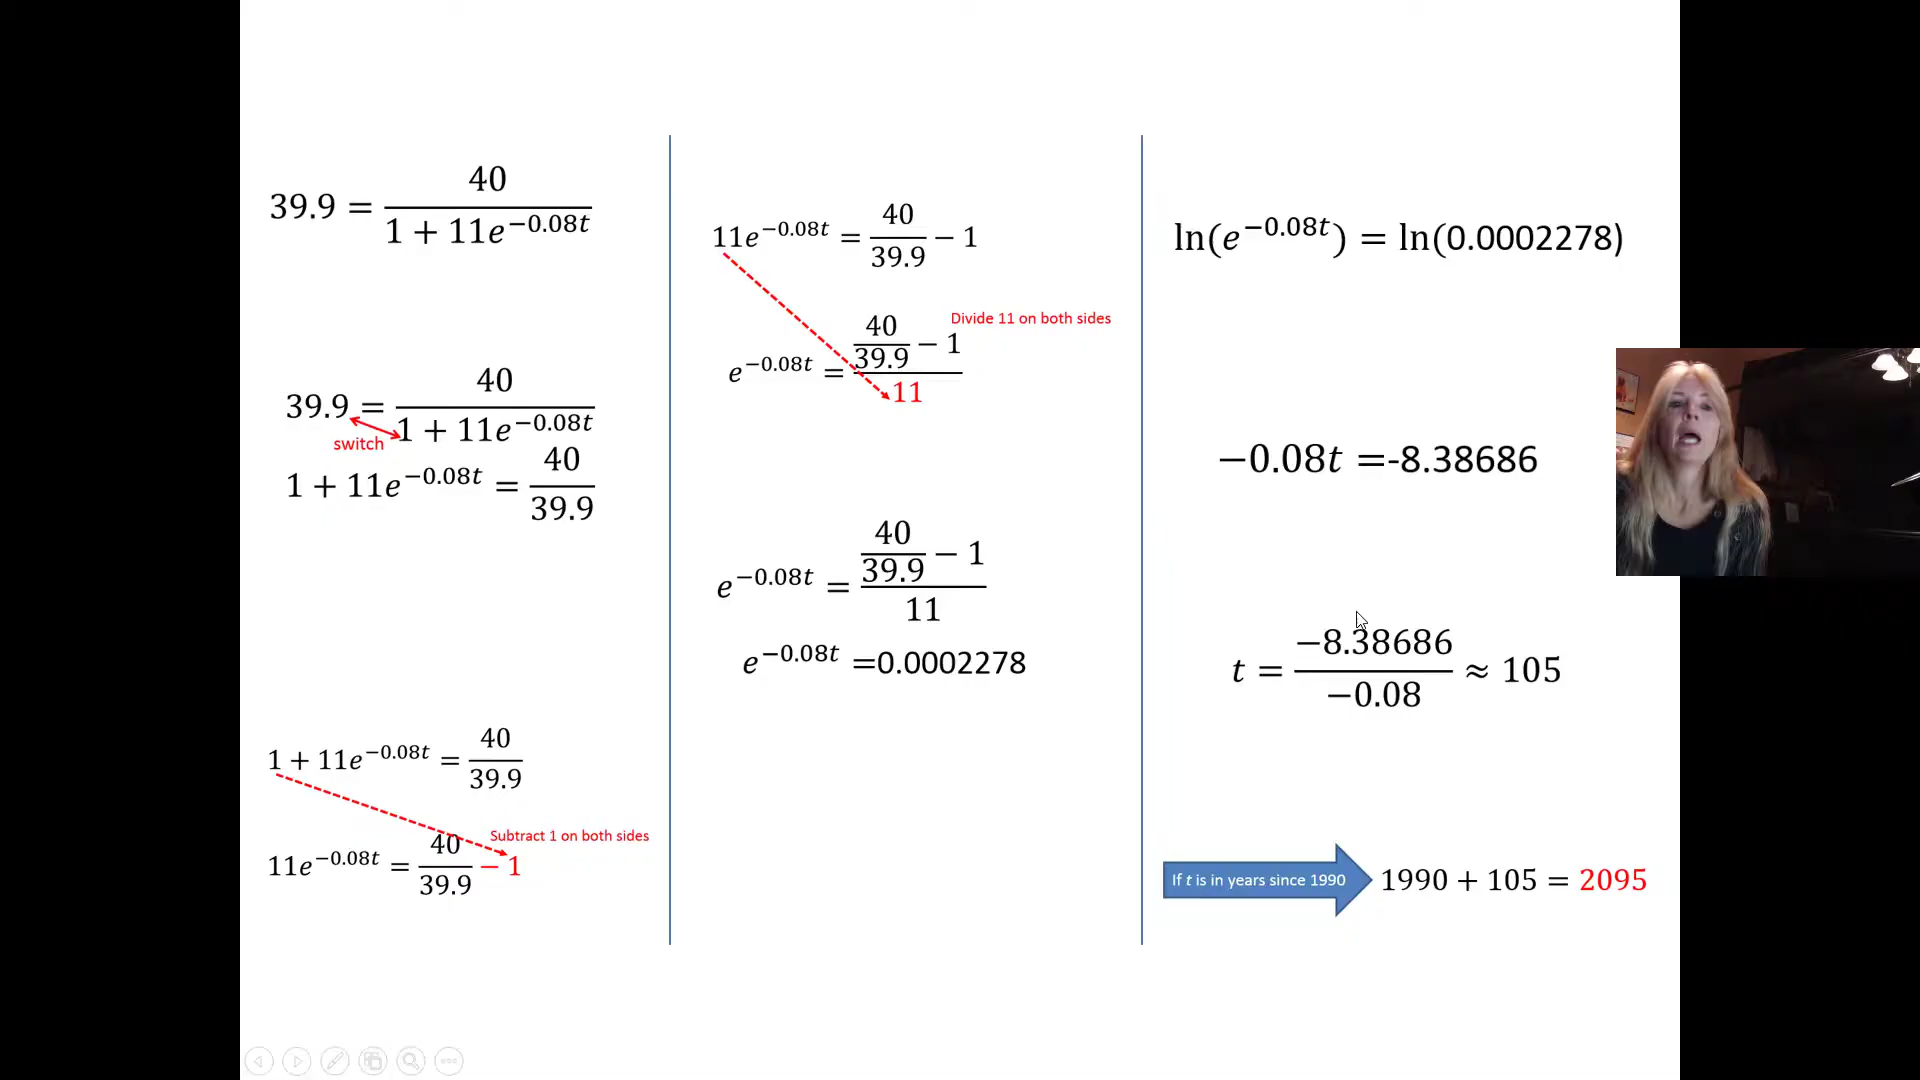 39.9 = 40 / (1 + 11e^(−0.08t))
39.9 = 40 / (1 + 11e^(−0.08t))
switch
1 + 11e^(−0.08t) = 40/39.9
1 + 11e^(−0.08t) = 40/39.9
Subtract 1 on both sides
11e^(−0.08t) = 40/39.9 − 1
11e^(−0.08t) = 40/39.9 − 1
Divide 11 on both sides
e^(−0.08t) = (40/39.9 − 1)/11
e^(−0.08t) = (40/39.9 − 1)/11
e^(−0.08t) =0.0002278
ln(e^(−0.08t)) = ln(0.0002278)
−0.08t =-8.38686
t = −8.38686/−0.08 ≈ 105
If t is in years since 1990
1990 + 105 = 2095